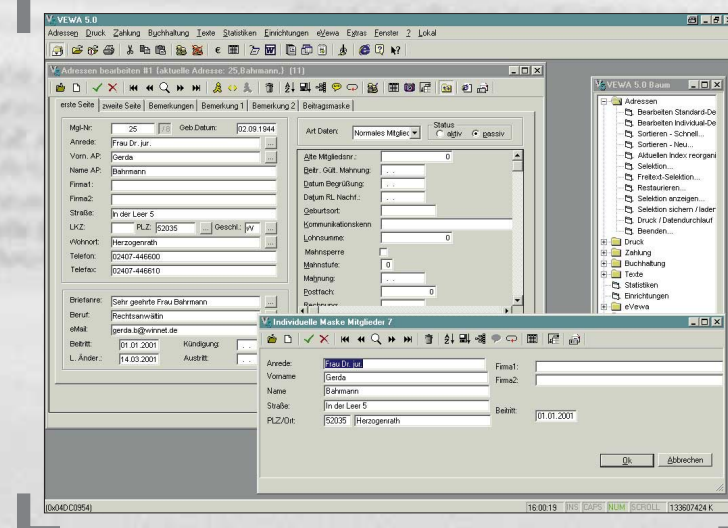 VEWA 5.0
Adressen Druck Zahlung Buchhaltung Texte Statistiken Einrichtungen eVewa Extras Fenster ? Lokal
Adressen bearbeiten #1 (aktuelle Adresse: 25,Bahrmann,) (11)
erste Seite zweite Seite Bemerkungen Bemerkung 1 Bemerkung 2 Beitragsmaske
Mgl-Nr: 25 Geb.Datum: 02.09.1944
Anrede: Frau Dr. jur. ...
Vorn. AP: Gerda ...
Name AP: Bahrmann
Firma1:
Firma2:
Straße: In der Leer 5
LKZ: PLZ: 52035 ... Geschl.: W ...
Wohnort: Herzogenrath ...
Telefon: 02407-446600
Telefax: 02407-446610
Briefanre: Sehr geehrte Frau Bahrmann ...
Beruf: Rechtsanwältin ...
eMail: gerda.b@winnet.de
Beitritt: 01.01.2001 Kündigung: . .
L. Änder.: 14.03.2001 Austritt: . .
Art Daten: Normales Mitglied
Status
aktiv passiv
Alte Mitgliedsnr.: 0
Beitr. Gült. Mahnung: . .
Datum Begrüßung: . .
Datum RL Nachf.: . .
Geburtsort:
Kommunikationskenn
Lohnsumme: 0
Mahnsperre
Mahnstufe: 0
Mahnung: . .
Postfach: 0
Rechnung
VEWA 5.0 Baum
Adressen
Bearbeiten Standard-De
Bearbeiten Individual-De
Sortieren - Schnell...
Sortieren - Neu...
Aktuellen Index reorgani
Selektion...
Freitext-Selektion...
Restaurieren...
Selektion anzeigen...
Selektion sichern / lader
Druck / Datendurchlauf
Beenden...
Druck
Zahlung
Buchhaltung
Texte
Statistiken
Einrichtungen
eVewa
Individuelle Maske Mitglieder 7
Anrede: Frau Dr. jur.
Vorname Gerda
Name Bahrmann
Straße: In der Leer 5
PLZ/Ort: 52035 Herzogenrath
Firma1:
Firma2:
Beitritt: 01.01.2001
Ok Abbrechen
(0x04DC0954) 16:00:19 INS CAPS NUM SCROLL 133607424 K